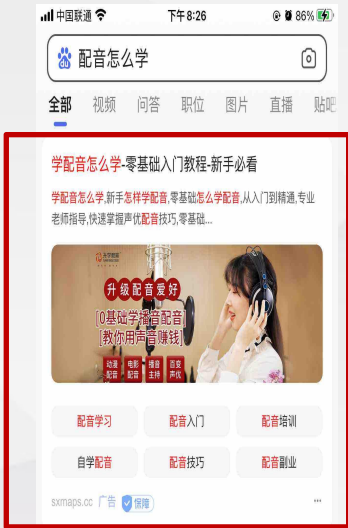 中国联通
下午8:26
86%
配音怎么学
全部 视频 问答 职位 图片 直播 贴吧
学配音怎么学-零基础入门教程-新手必看
学配音怎么学,新手怎样学配音,零基础怎么学配音,从入门到精通,专业
老师指导,快速掌握声优配音技巧,零基础...
升级配音爱好
[0基础学播音配音]
[教你用声音赚钱]
动漫 电影 播音 百变
配音 配音 主持 声优
配音学习 配音入门 配音培训
自学配音 配音技巧 配音副业
sxmaps.cc 广告 保障